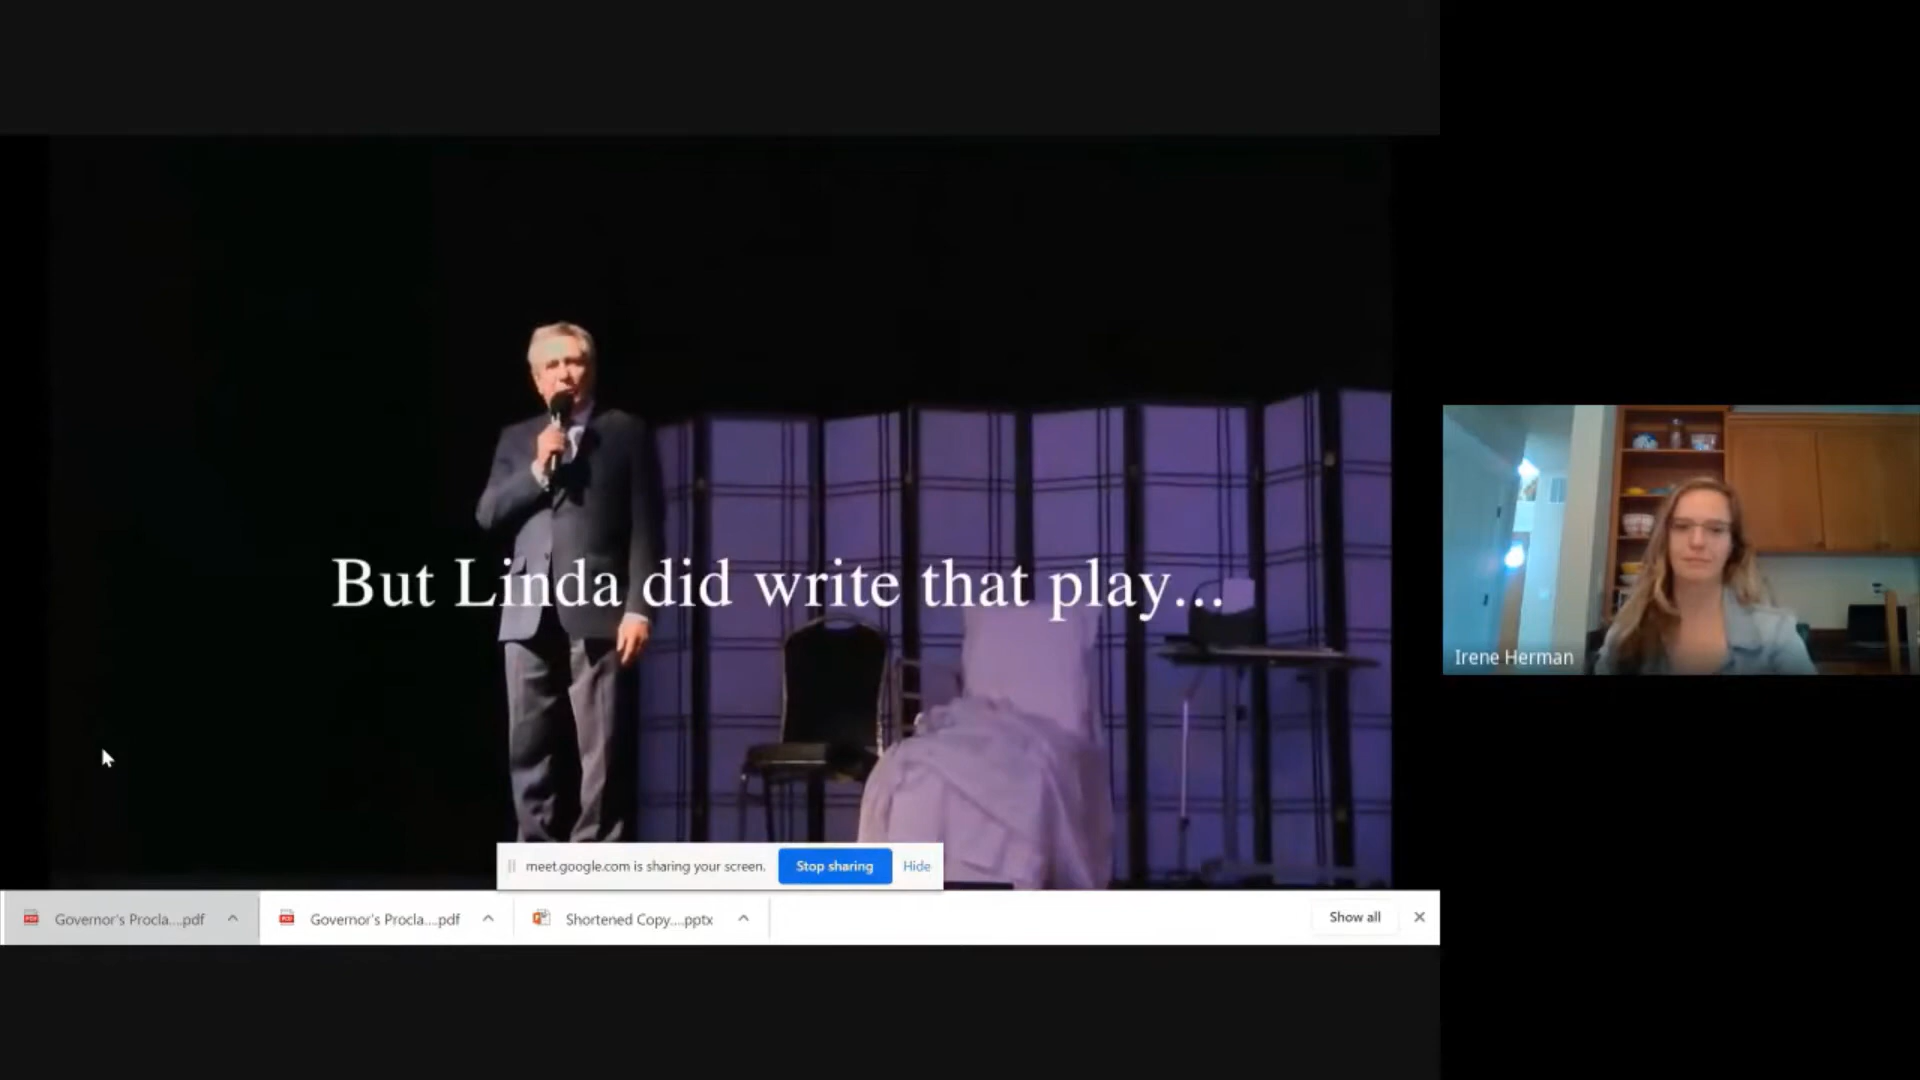 But Linda did write that play...
Irene Herman
meet.google.com is sharing your screen.
Stop sharing
Hide
Governor's Procla....pdf
Governor's Procla....pdf
Shortened Copy....pptx
Show all